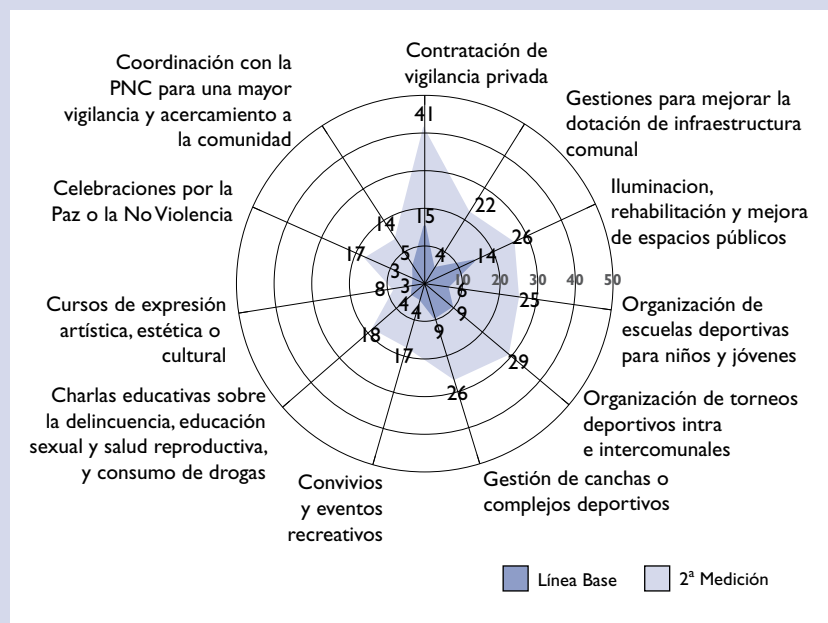 Contratación de
vigilancia privada
Gestiones para mejorar la
dotación de infraestructura
comunal
Iluminacion,
rehabilitación y mejora
de espacios públicos
Organización de
escuelas deportivas
para niños y jóvenes
Organización de torneos
deportivos intra
e intercomunales
Gestión de canchas o
complejos deportivos
Convivios
y eventos
recreativos
Charlas educativas sobre
la delincuencia, educación
sexual y salud reproductiva,
y consumo de drogas
Cursos de expresión
artística, estética o
cultural
Celebraciones por la
Paz o la No Violencia
Coordinación con la
PNC para una mayor
vigilancia y acercamiento a
la comunidad
41
22
26
25
29
26
17
18
8
17
14
15
4
14
6
9
9
4
4
3
3
5
10 20 30 40 50
Línea Base
2ª Medición